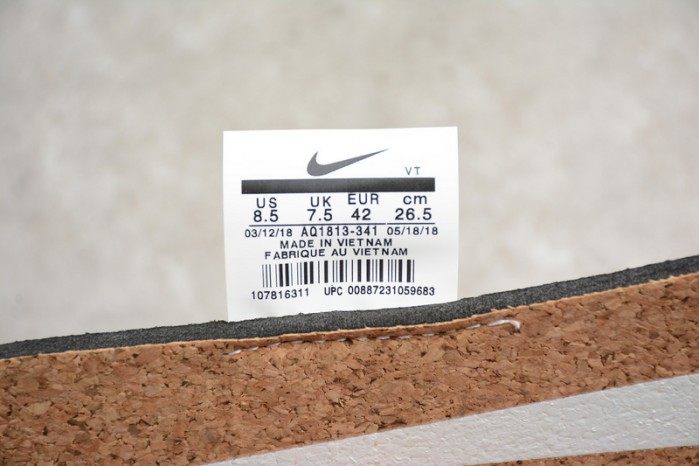 VT
US UK EUR cm
8.5 7.5 42 26.5
03/12/18 AQ1813-341 05/18/18
MADE IN VIETNAM
FABRIQUE AU VIETNAM
107816311 UPC 00887231059683